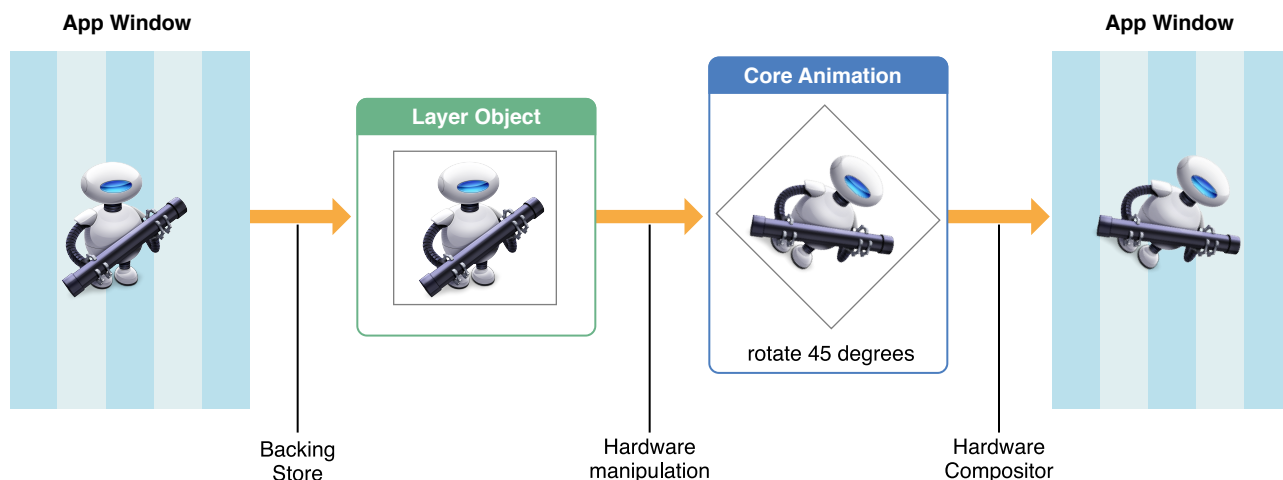 App Window
Layer Object
Core Animation
rotate 45 degrees
App Window
Backing
Store
Hardware
manipulation
Hardware
Compositor